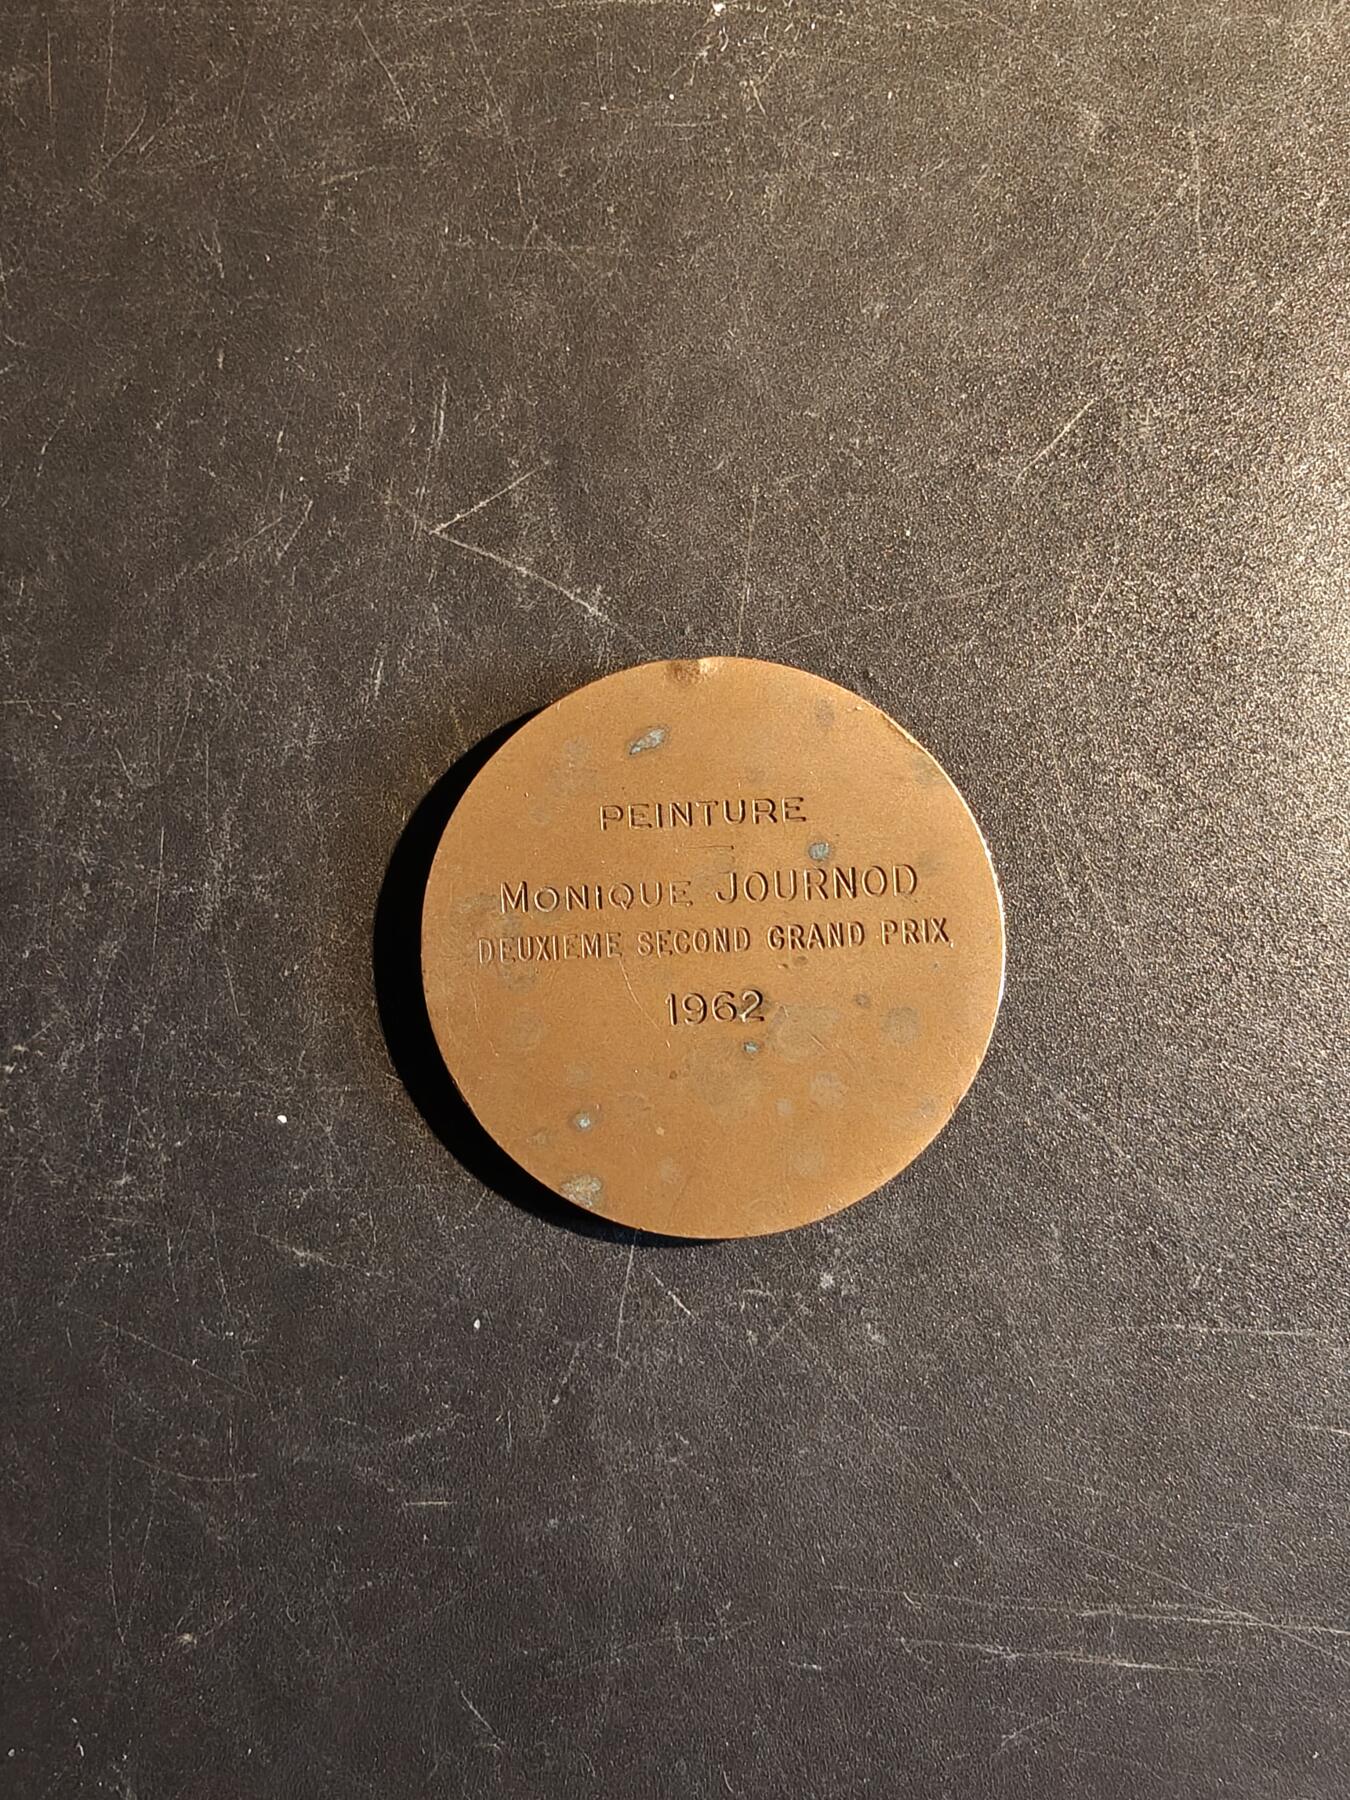 PEINTURE
MONIQUE JOURNOD
DEUXIEME SECOND GRAND PRIX
1962